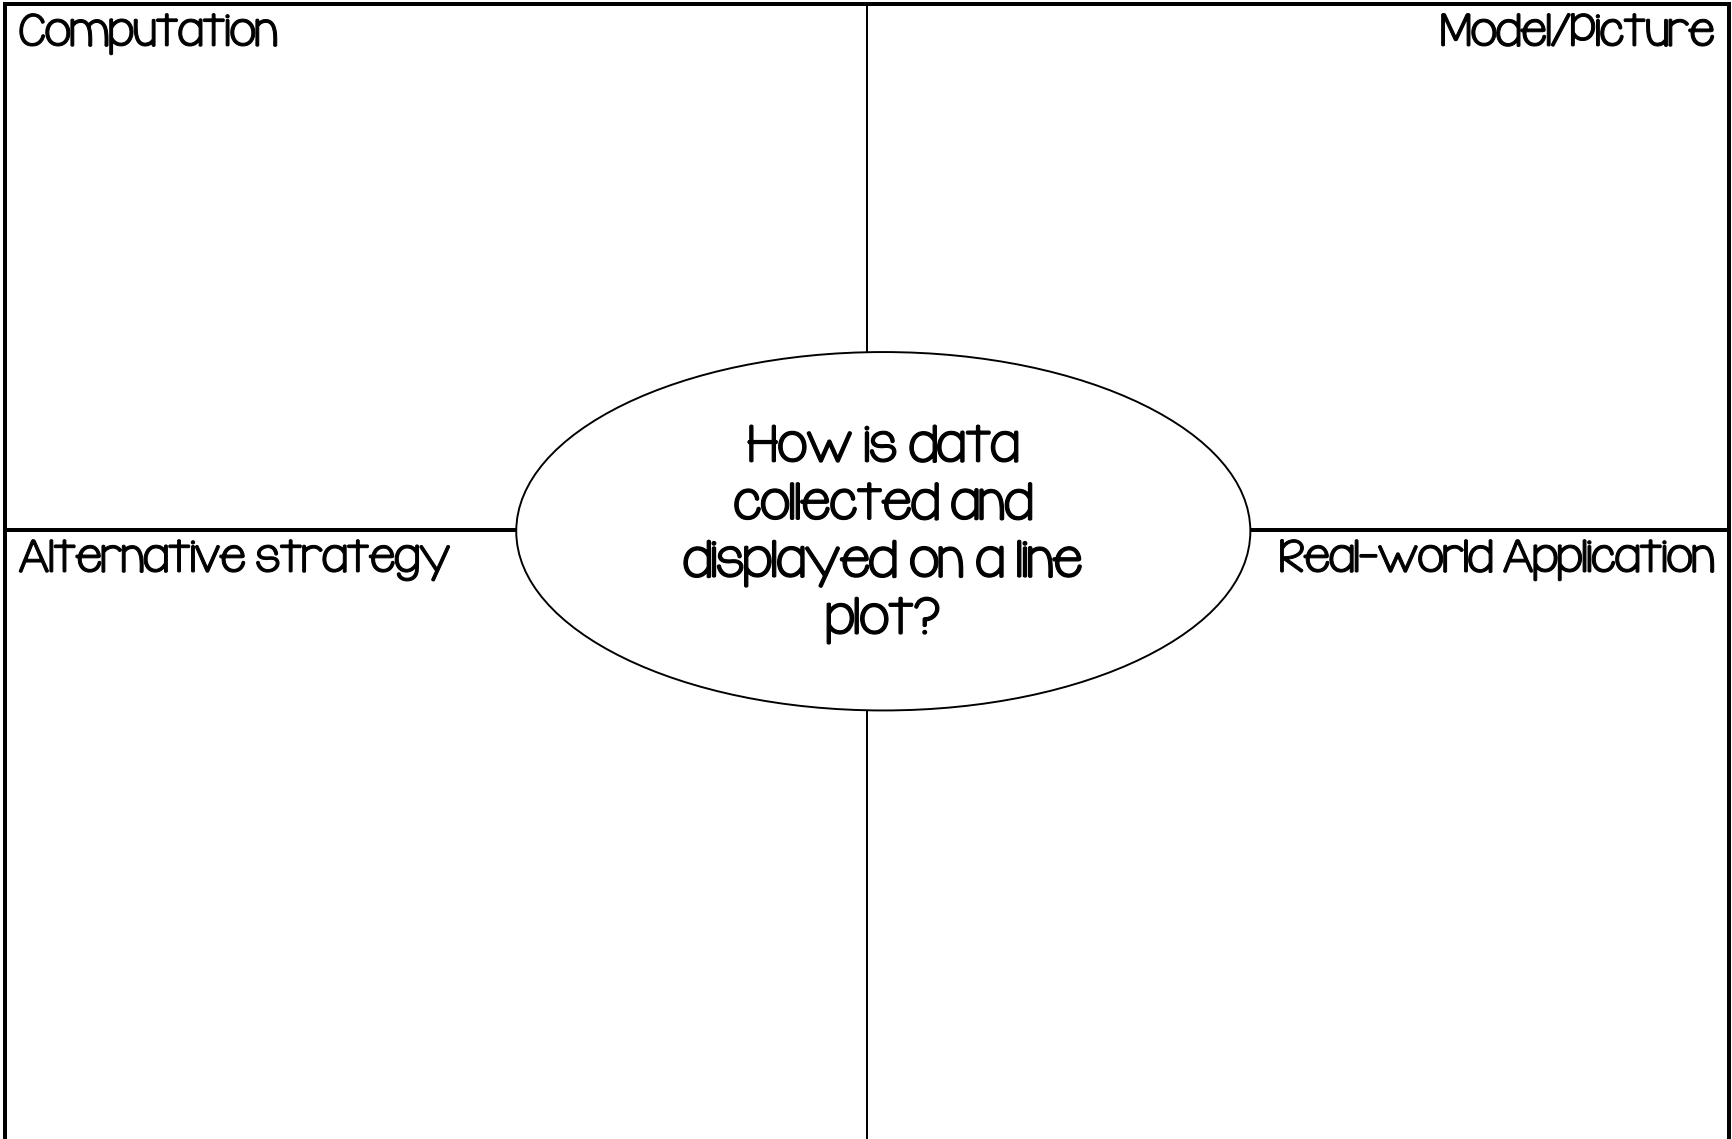 Computation
Model/Picture
How is data
collected and
displayed on a line
plot?
Alternative strategy
Real-world Application